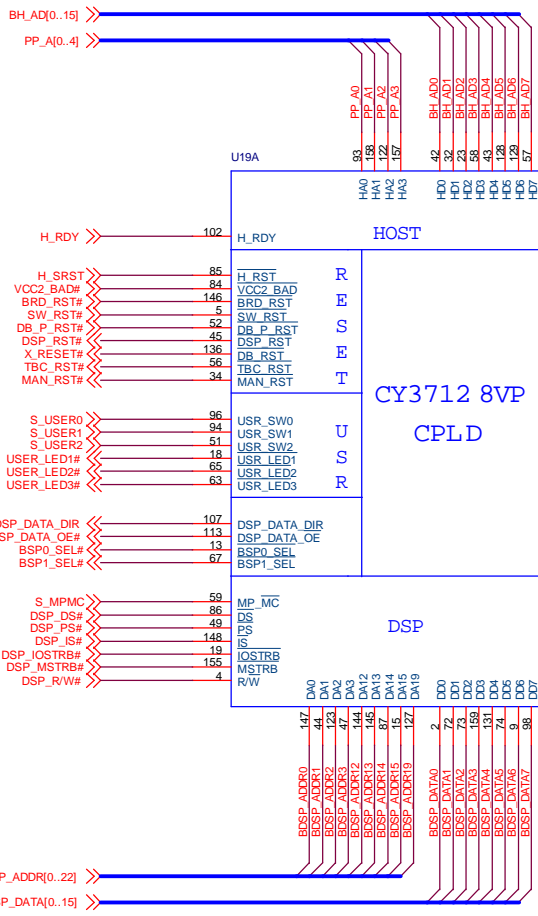 BH_AD[0..15]
PP_A[0..4]
PP_A0
PP_A1
PP_A2
PP_A3
BH_AD0
BH_AD1
BH_AD2
BH_AD3
BH_AD4
BH_AD5
BH_AD6
BH_AD7
U19A
93
158
122
157
42
32
23
58
43
128
129
57
HA0
HA1
HA2
HA3
HD0
HD1
HD2
HD3
HD4
HD5
HD6
HD7
H_RDY 102 H_RDY
HOST
H_SRST 85 H_RST
VCC2_BAD# 84 VCC2_BAD
BRD_RST# 146 BRD_RST
SW_RST# 5 SW_RST
DB_P_RST# 52 DB_P_RST
DSP_RST# 45 DSP_RST
X_RESET# 136 DB_RST
TBC_RST# 56 TBC_RST
MAN_RST# 34 MAN_RST
RESET
CY3712 8VP
CPLD
S_USER0 96 USR_SW0
S_USER1 94 USR_SW1
S_USER2 51 USR_SW2
USER_LED1# 18 USR_LED1
USER_LED2# 65 USR_LED2
USER_LED3# 63 USR_LED3
USR
DSP_DATA_DIR 107 DSP_DATA_DIR
SP_DATA_OE# 113 DSP_DATA_OE
BSP0_SEL# 13 BSP0_SEL
BSP1_SEL# 67 BSP1_SEL
S_MPMC 59 MP_MC
DSP_DS# 86 DS
DSP_PS# 49 PS
DSP_IS# 148 IS
DSP_IOSTRB# 19 IOSTRB
DSP_MSTRB# 155 MSTRB
DSP_R/W# 4 R/W
DSP
DA0
DA1
DA2
DA3
DA12
DA13
DA14
DA15
DA19
DD0
DD1
DD2
DD3
DD4
DD5
DD6
DD7
147
44
123
47
144
145
87
15
127
2
72
73
159
131
74
9
98
BDSP_ADDR0
BDSP_ADDR1
BDSP_ADDR2
BDSP_ADDR3
BDSP_ADDR12
BDSP_ADDR13
BDSP_ADDR14
BDSP_ADDR15
BDSP_ADDR19
BDSP_DATA0
BDSP_DATA1
BDSP_DATA2
BDSP_DATA3
BDSP_DATA4
BDSP_DATA5
BDSP_DATA6
BDSP_DATA7
P_ADDR[0..22]
P_DATA[0..15]